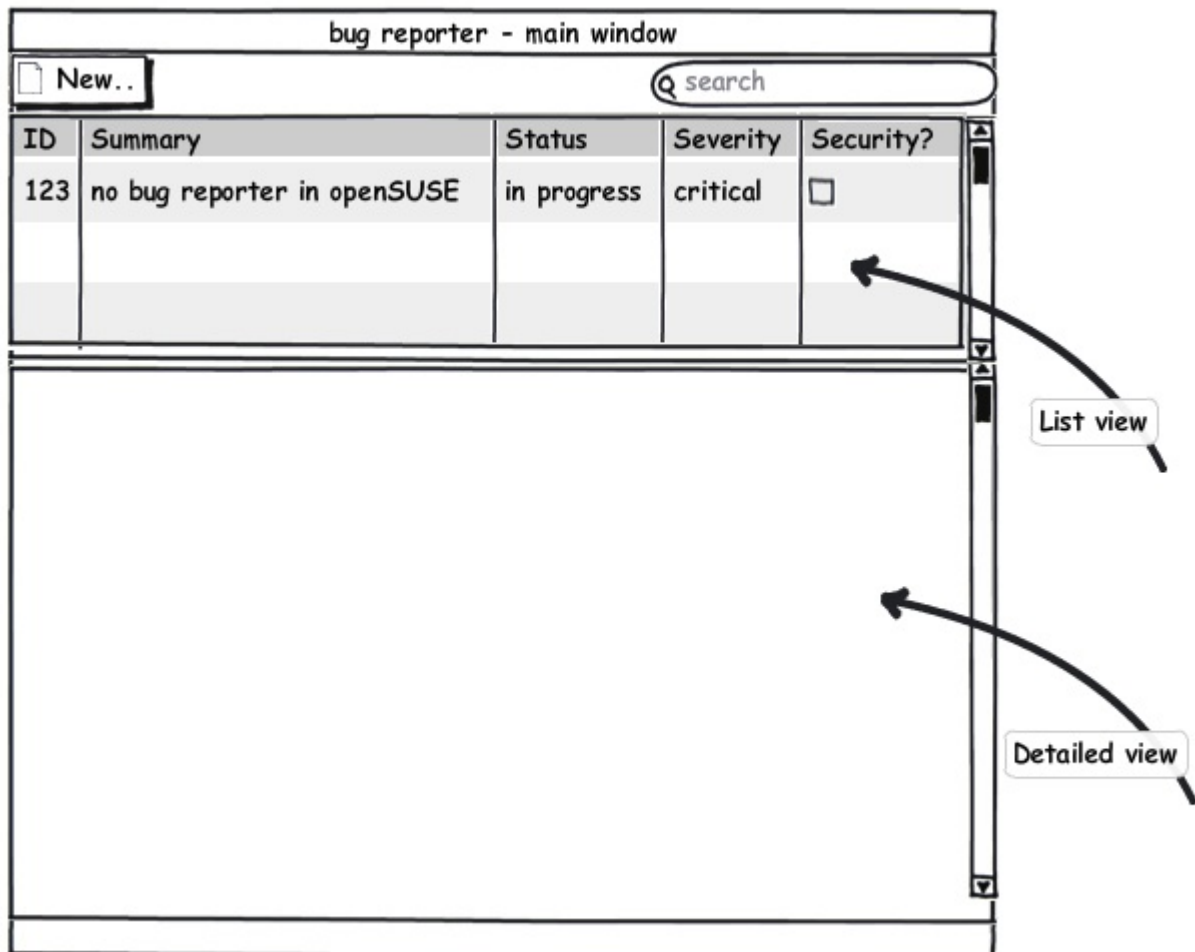 bug reporter - main window
New..
search
ID Summary Status Severity Security?
123 no bug reporter in openSUSE in progress critical
List view
Detailed view